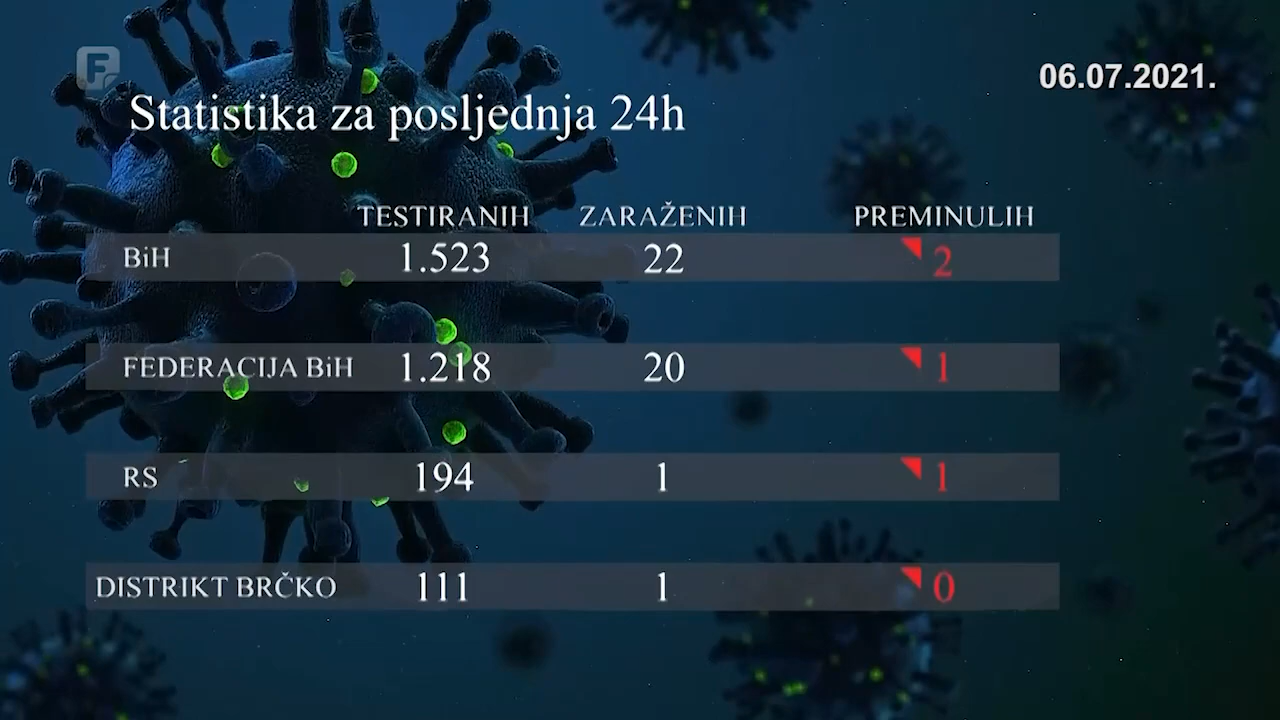 F
06.07.2021.
Statistika za posljednja 24h
TESTIRANIH ZARAŽENIH PREMINULIH
BiH 1.523 22 2
FEDERACIJA BiH 1.218 20 1
RS 194 1 1
DISTRIKT BRČKO 111 1 0